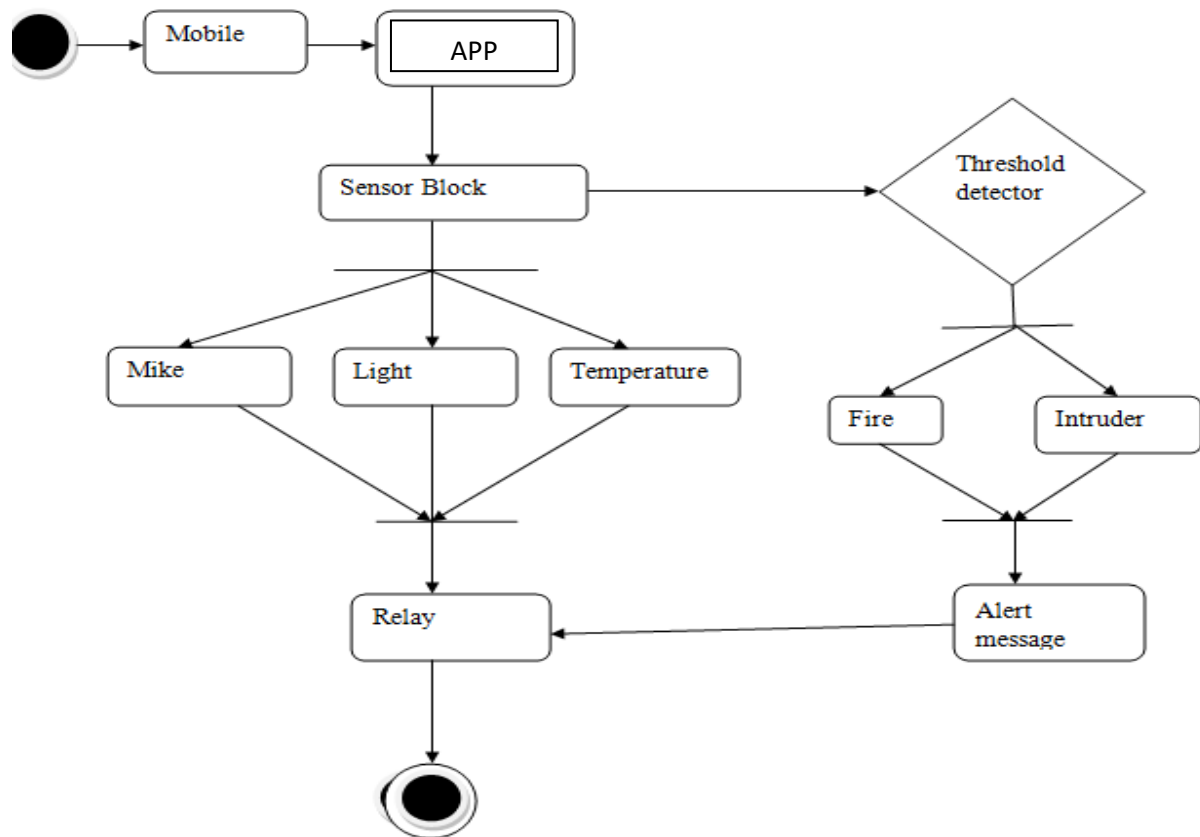 Mobile
APP
Sensor Block
Threshold
detector
Mike
Light
Temperature
Fire
Intruder
Relay
Alert
message